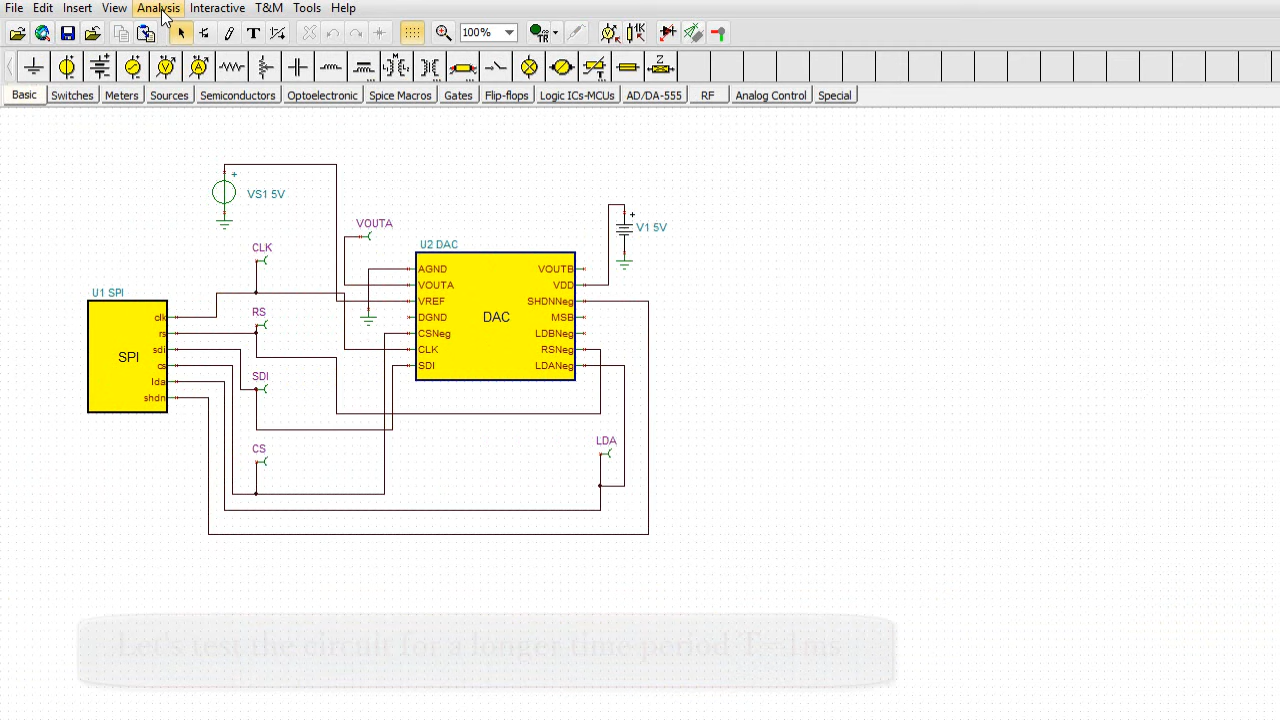 File Edit Insert View Analysis Interactive T&M Tools Help
100%
Basic Switches Meters Sources Semiconductors Optoelectronic Spice Macros Gates Flip-flops Logic ICs-MCUs AD/DA-555 RF Analog Control Special
VS1 5V
VOUTA
V1 5V
CLK
U2 DAC
AGND VOUTB
VOUTA VDD
U1 SPI
VREF SHDNNeg
RS
clk
DGND DAC MSB
rs
CSNeg LDBNeg
sdi
CLK RSNeg
SPI
cs
SDI LDANeg
SDI
lda
shdn
LDA
CS
Let's test the circuit for a longer time period T=1ms